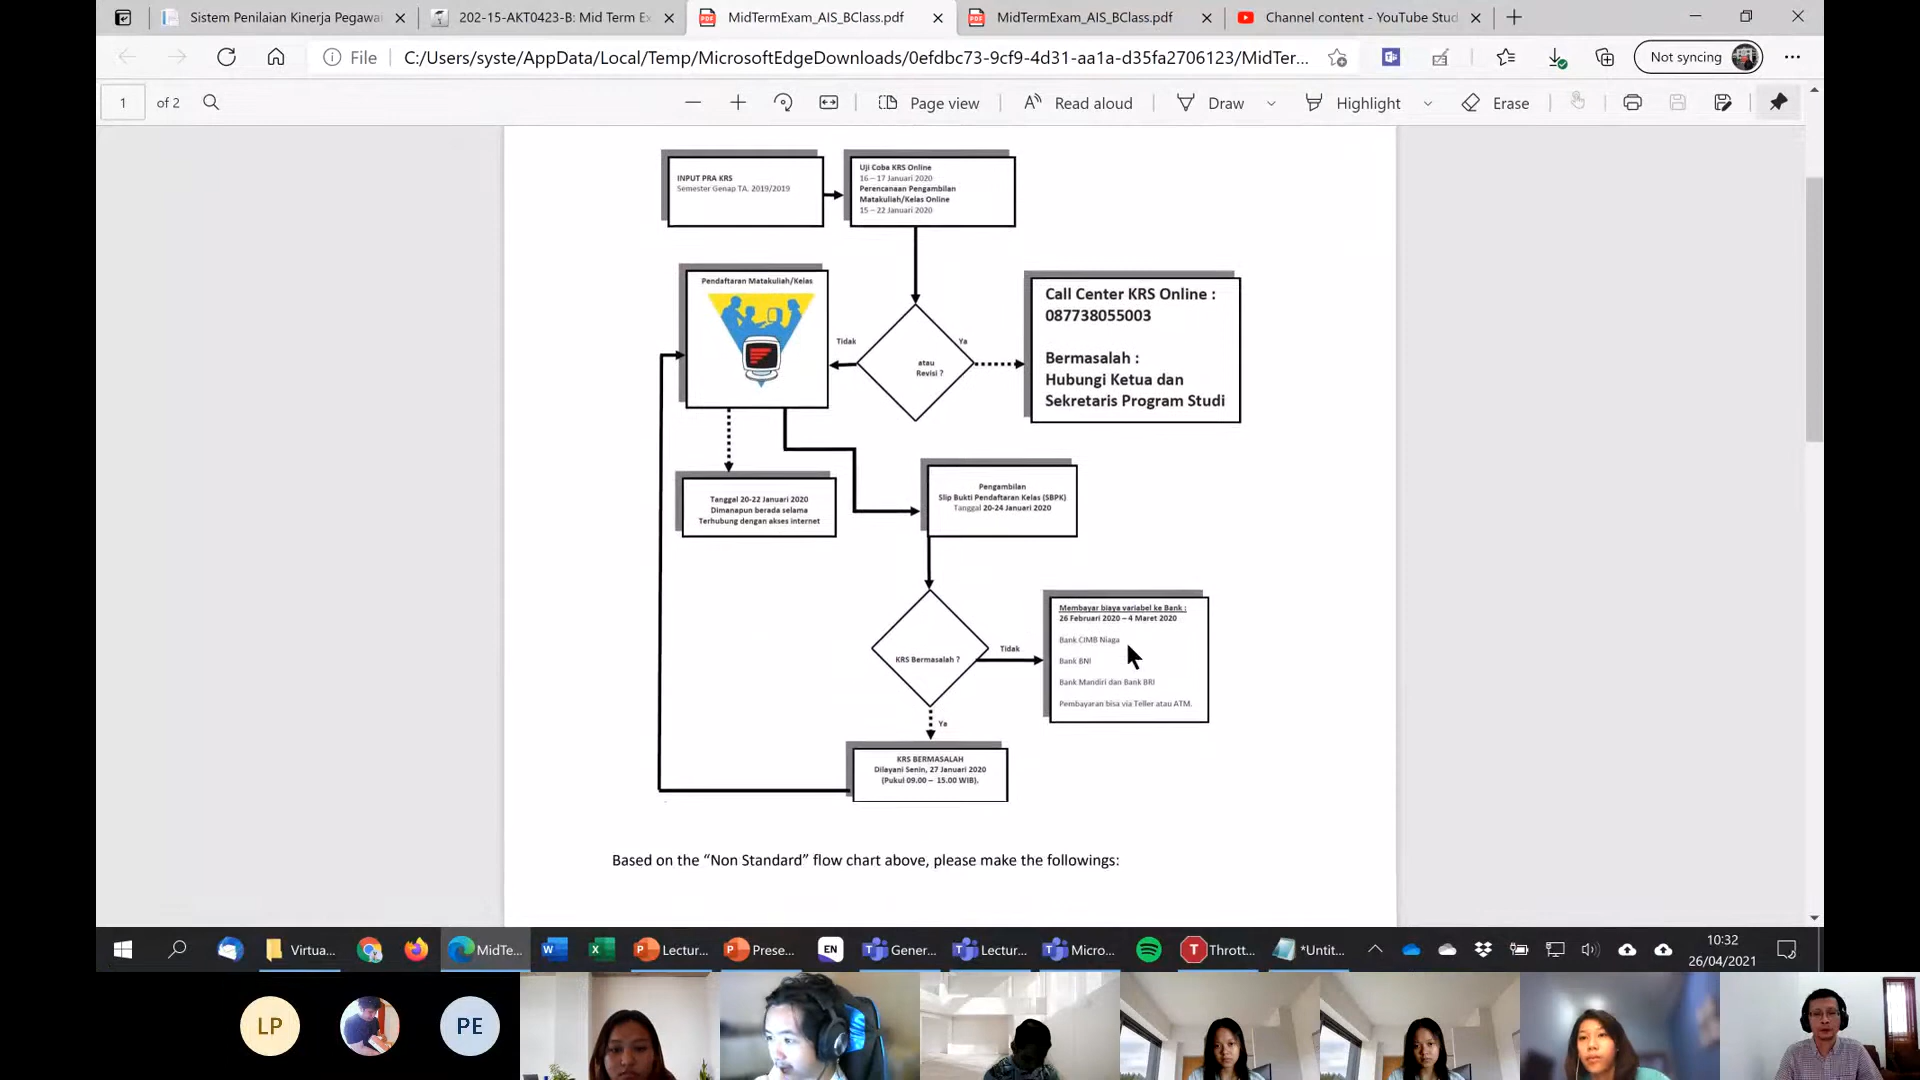 Sistem Penilaian Kinerja Pegawa
202-15-AKT0423-B: Mid Term E
MidTermExam_AIS_BClass.pdf
MidTermExam_AIS_BClass.pdf
Channel content - YouTube Stud
File
C:/Users/syste/AppData/Local/Temp/MicrosoftEdgeDownloads/0efdbc73-9cf9-4d31-aa1a-d35fa2706123/MidTer...
Not syncing
1
of 2
Page view
Read aloud
Draw
Highlight
Erase
INPUT PRA KRS
Semester Genap TA. 2019/2019
Uji Coba KRS Online
16 – 17 Januari 2020
Perencanaan Pengambilan
Matakuliah/Kelas Online
15 – 22 Januari 2020
Pendaftaran Matakuliah/Kelas
Tidak
atau
Revisi ?
Ya
Call Center KRS Online :
087738055003
Bermasalah :
Hubungi Ketua dan
Sekretaris Program Studi
Tanggal 20-22 Januari 2020
Dimanapun berada selama
Terhubung dengan akses internet
Pengambilan
Slip Bukti Pendaftaran Kelas (SBPK)
Tanggal 20-24 Januari 2020
KRS Bermasalah ?
Tidak
Membayar biaya variabel ke Bank :
26 Februari 2020 – 4 Maret 2020
Bank CIMB Niaga
Bank BNI
Bank Mandiri dan Bank BRI
Pembayaran bisa via Teller atau ATM.
Ya
KRS BERMASALAH
Dilayani Senin, 27 Januari 2020
(Pukul 09.00 – 15.00 WIB).
Based on the “Non Standard” flow chart above, please make the followings:
Virtua...
MidTe...
Lectur...
Prese...
EN
Gener...
Lectur...
Micro...
Thrott...
*Untit...
10:32
26/04/2021
LP
PE